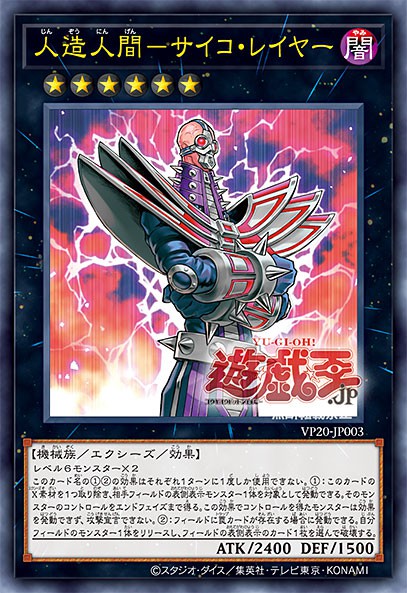 人造人間－サイコ・レイヤー
じん ぞう にん げん
闇
やみ
YU-GI-OH!
遊戯王.jp
VP20-JP003
【機械族／エクシーズ／効果】
レベル６モンスター×２
このカード名の①②の効果はそれぞれ１ターンに１度しか使用できない。①：このカードの
Ｘ素材を１つ取り除き、相手フィールドの表側表示モンスター１体を対象として発動できる。そのモン
スターのコントロールをエンドフェイズまで得る。この効果でコントロールを得たモンスターは効果
を発動できず、攻撃宣言できない。②：フィールドに罠カードが存在する場合に発動できる。自分
フィールドのモンスター１体をリリースし、フィールドの表側表示のカード１枚を選んで破壊する。
ATK/2400 DEF/1500
©スタジオ・ダイス／集英社・テレビ東京・KONAMI